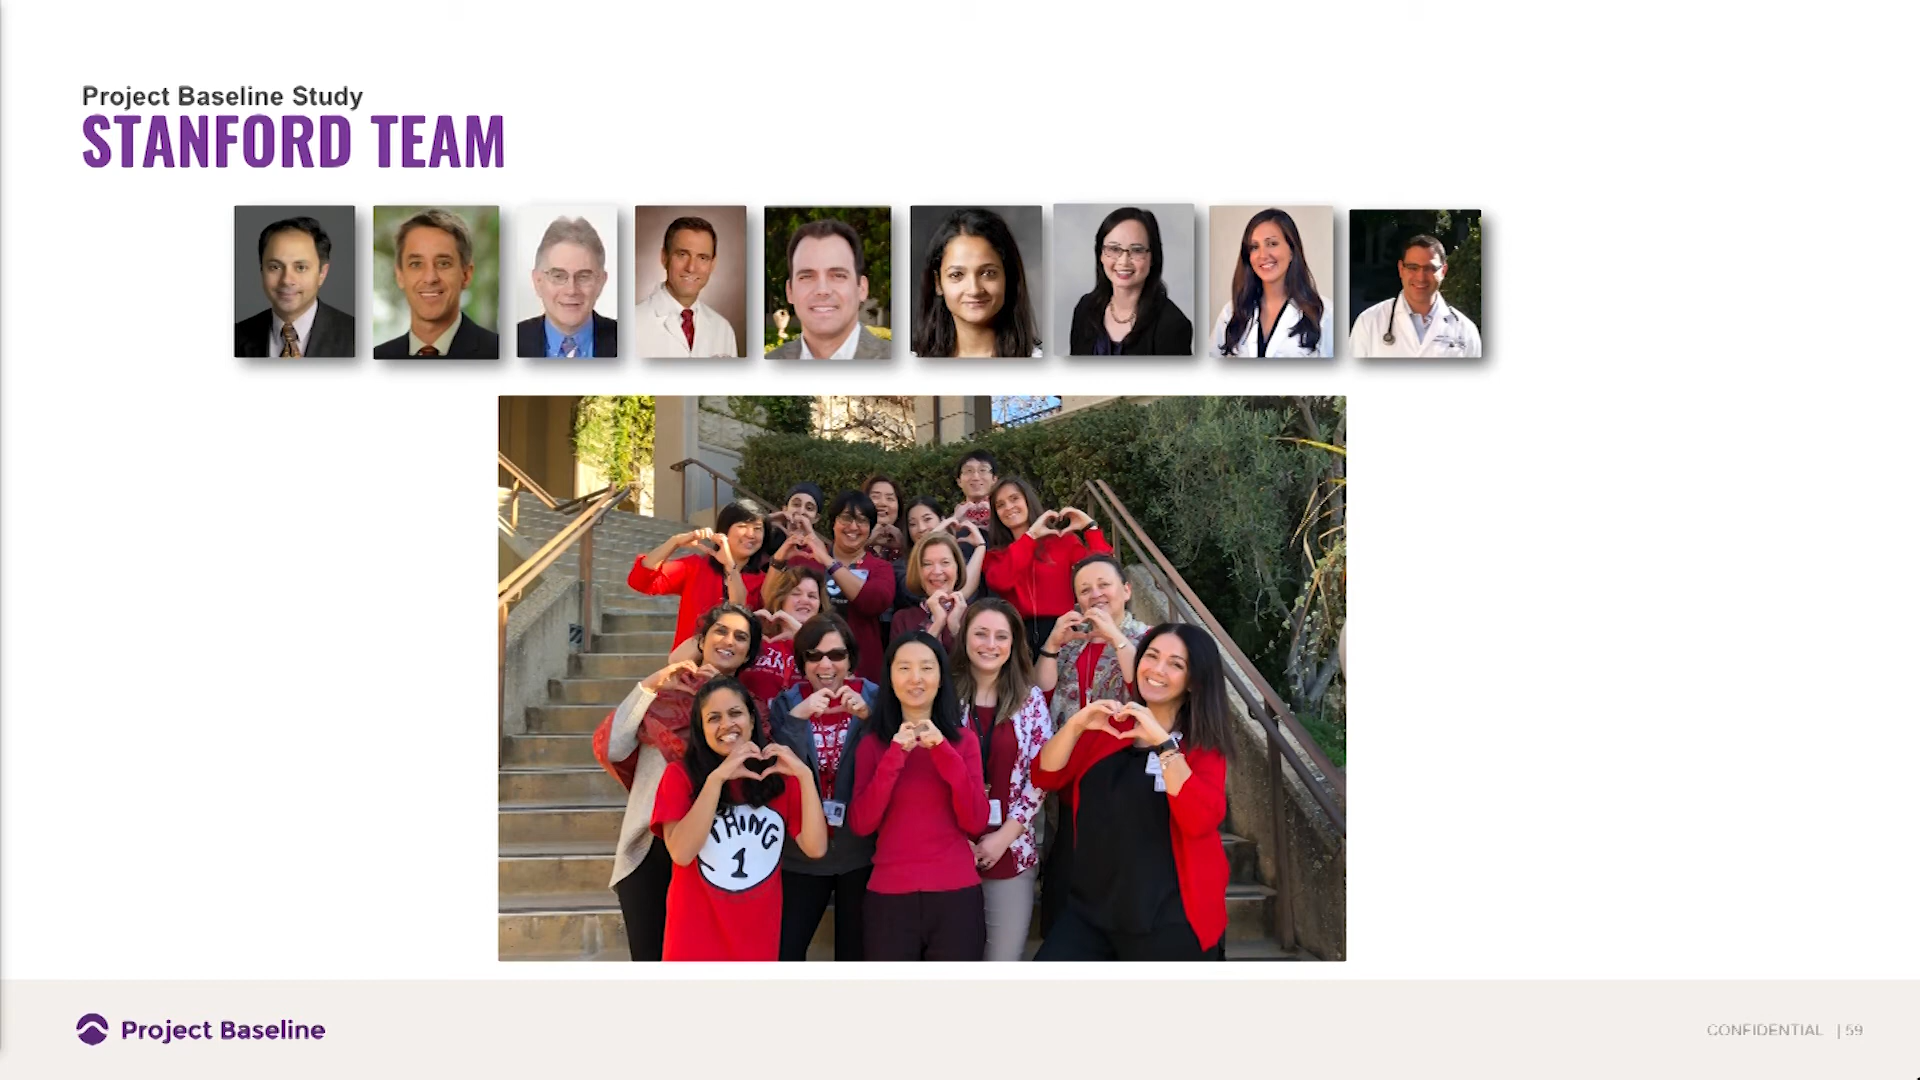 Project Baseline Study
STANFORD TEAM
THING
1
Project Baseline
CONFIDENTIAL | 59